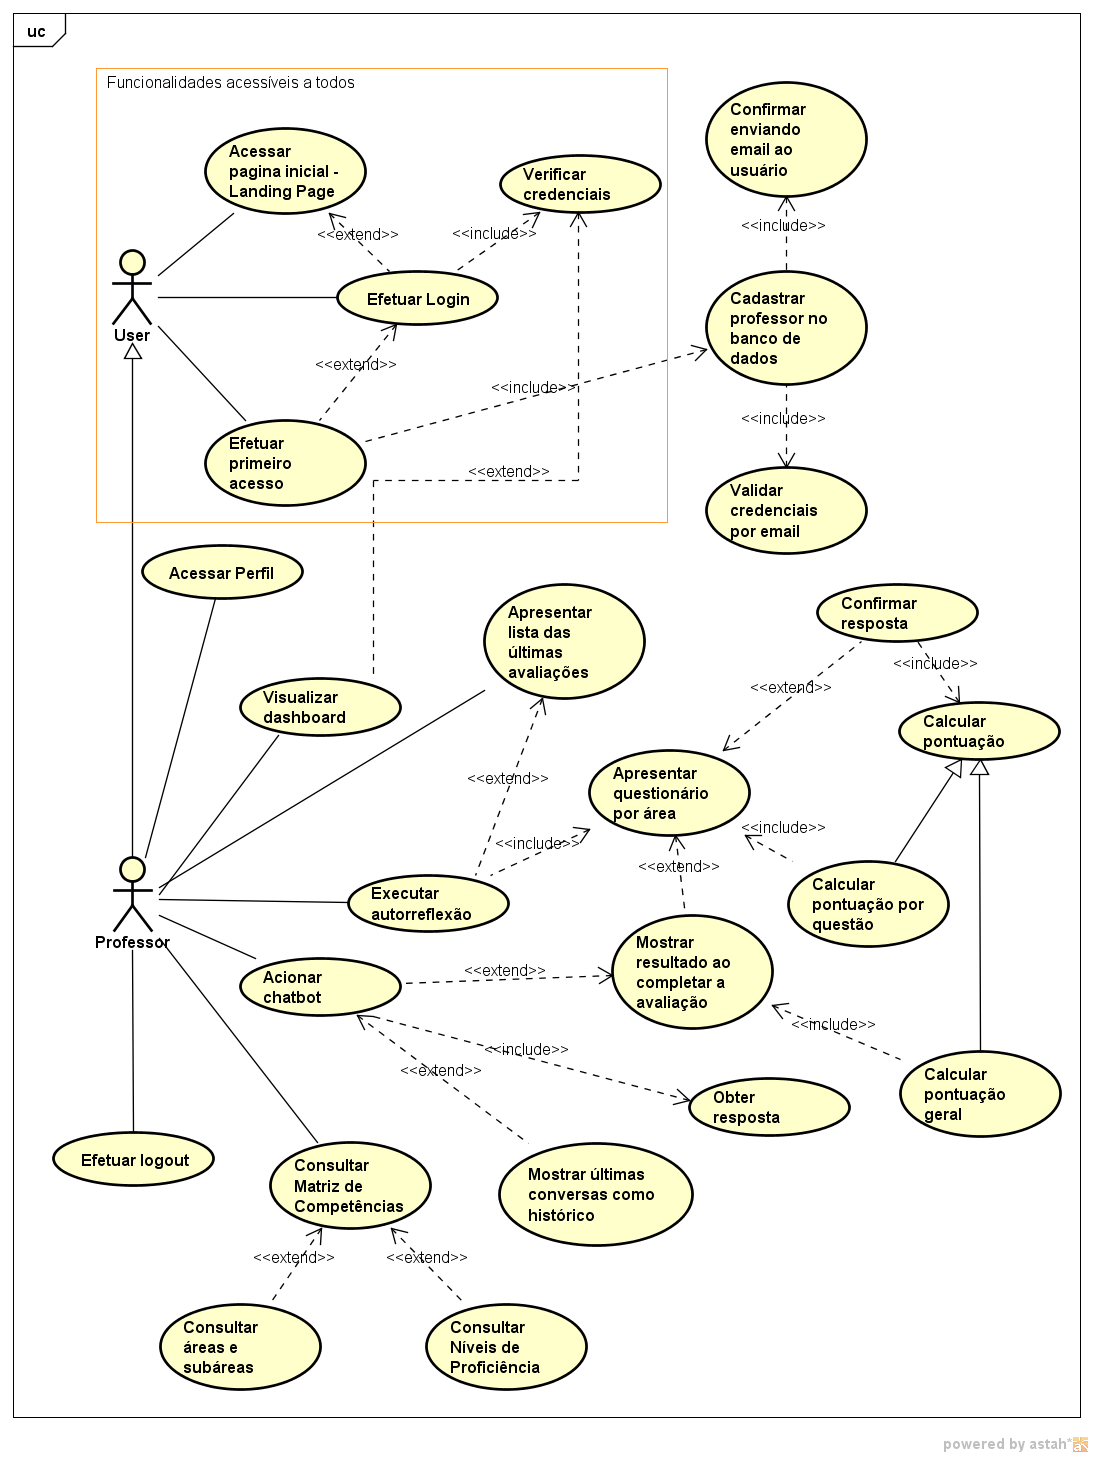 uc
Funcionalidades acessíveis a todos
Acessar
pagina inicial -
Landing Page
Verificar
credenciais
<<extend>>
<<include>>
Efetuar Login
User
<<extend>>
<<include>>
Efetuar
primeiro
acesso
<<extend>>
Confirmar
enviando
email ao
usuário
<<include>>
Cadastrar
professor no
banco de
dados
<<include>>
Validar
credenciais
por email
Acessar Perfil
Visualizar
dashboard
Apresentar
lista das
últimas
avaliações
Confirmar
resposta
<<include>>
<<extend>>
Calcular
pontuação
<<extend>>
Apresentar
questionário
por área
<<include>>
<<include>>
<<extend>>
Executar
autorreflexão
Calcular
pontuação por
questão
Professor
Acionar
chatbot
<<extend>>
Mostrar
resultado ao
completar a
avaliação
<<include>>
<<include>>
<<extend>>
Obter
resposta
Calcular
pontuação
geral
Efetuar logout
Consultar
Matriz de
Competências
Mostrar últimas
conversas como
histórico
<<extend>>
<<extend>>
Consultar
áreas e
subáreas
Consultar
Níveis de
Proficiência
powered by astah*